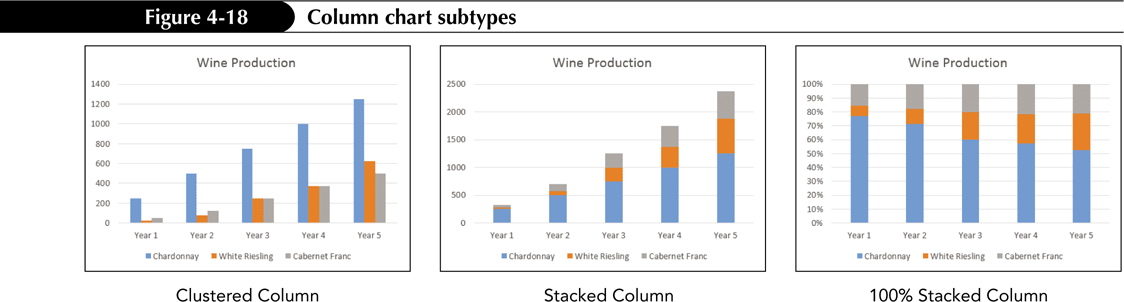 Figure 4-18 Column chart subtypes
Wine Production
1400
1200
1000
800
600
400
200
0
Year 1 Year 2 Year 3 Year 4 Year 5
Chardonnay White Riesling Cabernet Franc
Clustered Column
Wine Production
2500
2000
1500
1000
500
0
Year 1 Year 2 Year 3 Year 4 Year 5
Chardonnay White Riesling Cabernet Franc
Stacked Column
Wine Production
100%
90%
80%
70%
60%
50%
40%
30%
20%
10%
0%
Year 1 Year 2 Year 3 Year 4 Year 5
Chardonnay White Riesling Cabernet Franc
100% Stacked Column